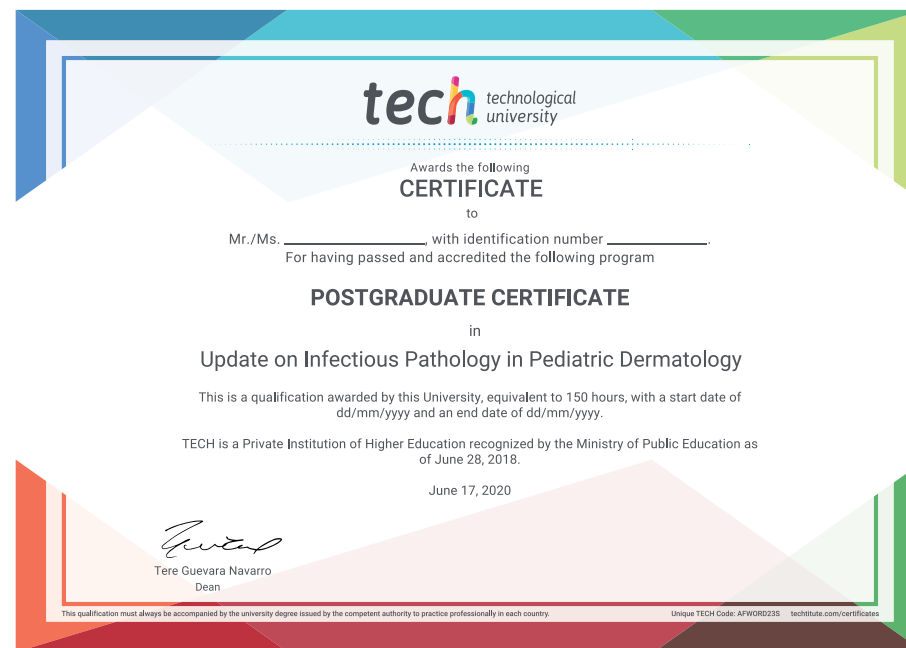 tech technological
university
Awards the following
CERTIFICATE
to
Mr./Ms. ____________________, with identification number ______________.
For having passed and accredited the following program
POSTGRADUATE CERTIFICATE
in
Update on Infectious Pathology in Pediatric Dermatology
This is a qualification awarded by this University, equivalent to 150 hours, with a start date of
dd/mm/yyyy and an end date of dd/mm/yyyy.
TECH is a Private Institution of Higher Education recognized by the Ministry of Public Education as
of June 28, 2018.
June 17, 2020
Tere Guevara Navarro
Dean
This qualification must always be accompanied by the university degree issued by the competent authority to practice professionally in each country.
Unique TECH Code: AFWORD23S techtitute.com/certificates